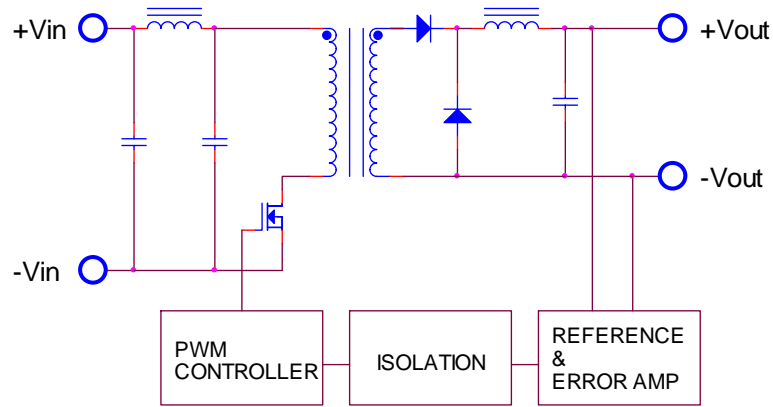 +Vin
+Vout
-Vout
-Vin
PWM
CONTROLLER
ISOLATION
REFERENCE
&
ERROR AMP